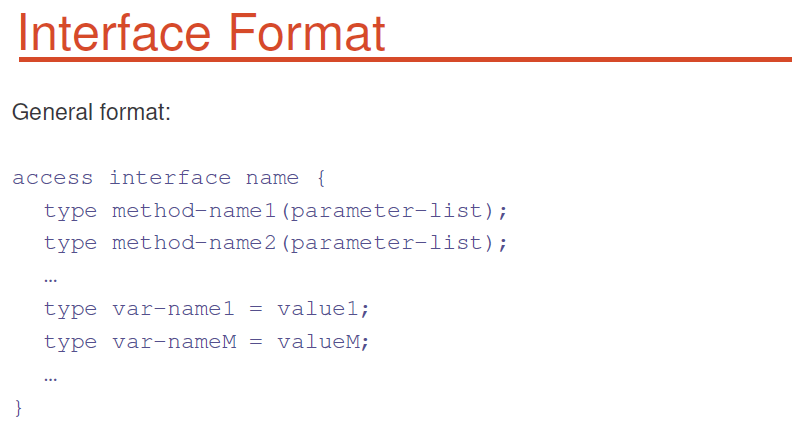 Interface Format
General format:
access interface name {
type method-name1(parameter-list);
type method-name2(parameter-list);
…
type var-name1 = value1;
type var-nameM = valueM;
…
}